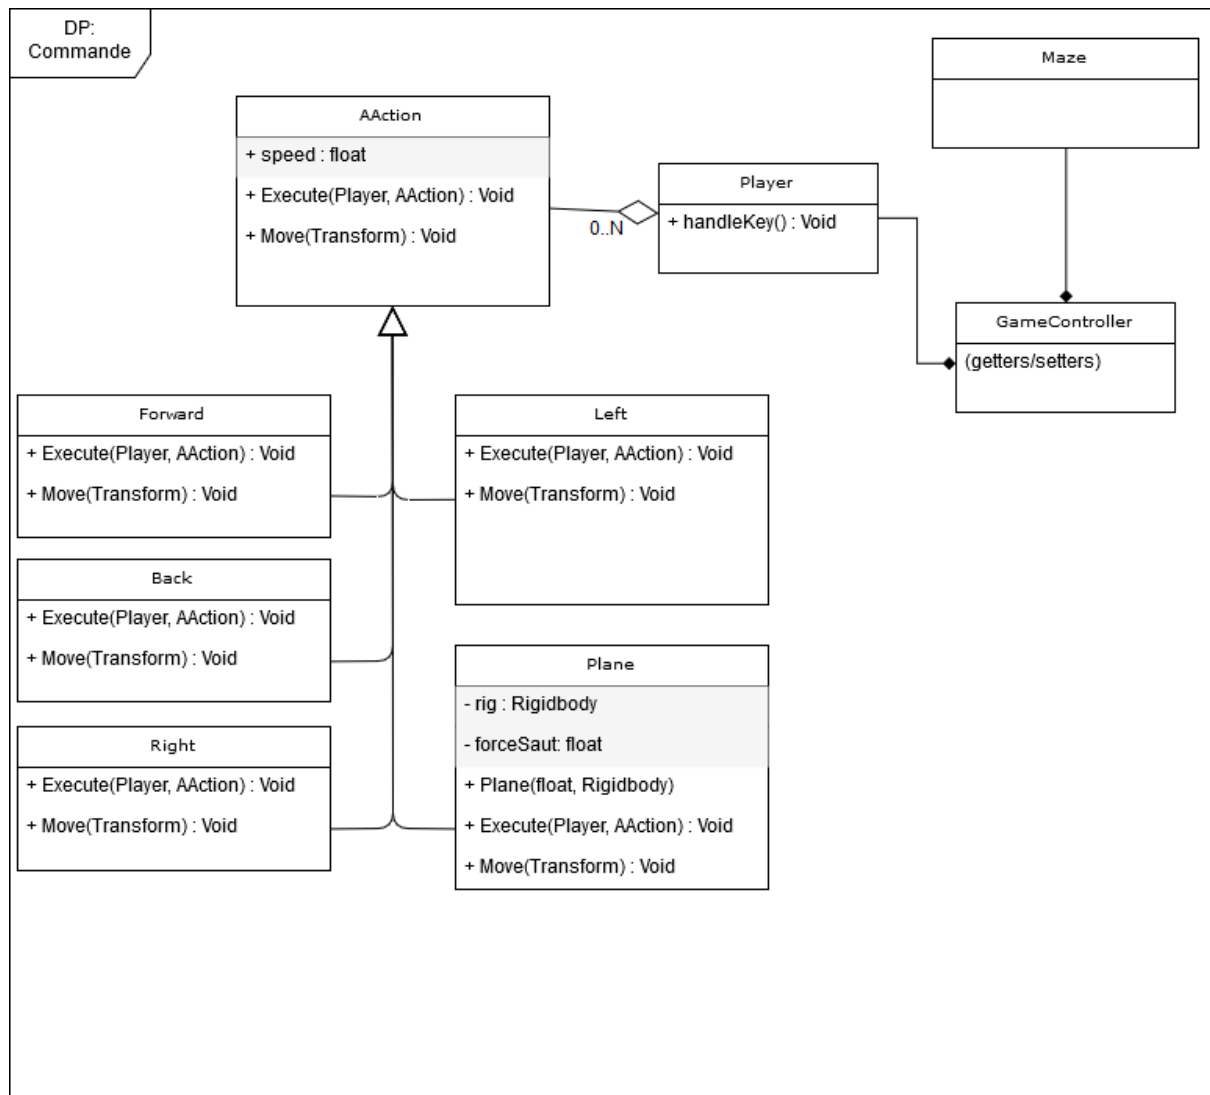 DP:
Commande
Maze
AAction
+ speed : float
+ Execute(Player, AAction) : Void
+ Move(Transform) : Void
0..N
Player
+ handleKey() : Void
GameController
(getters/setters)
Forward
+ Execute(Player, AAction) : Void
+ Move(Transform) : Void
Left
+ Execute(Player, AAction) : Void
+ Move(Transform) : Void
Back
+ Execute(Player, AAction) : Void
+ Move(Transform) : Void
Plane
- rig : Rigidbody
- forceSaut: float
+ Plane(float, Rigidbody)
+ Execute(Player, AAction) : Void
+ Move(Transform) : Void
Right
+ Execute(Player, AAction) : Void
+ Move(Transform) : Void